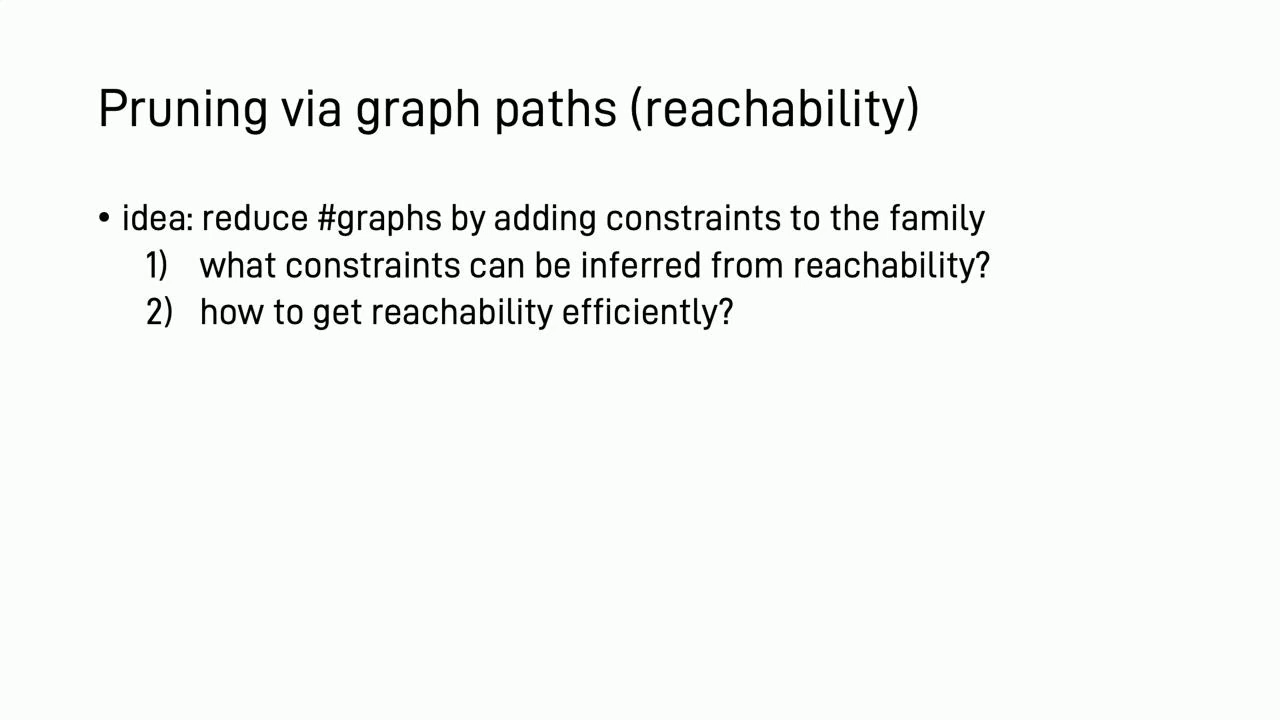 Pruning via graph paths (reachability)
• idea: reduce #graphs by adding constraints to the family
1) what constraints can be inferred from reachability?
2) how to get reachability efficiently?